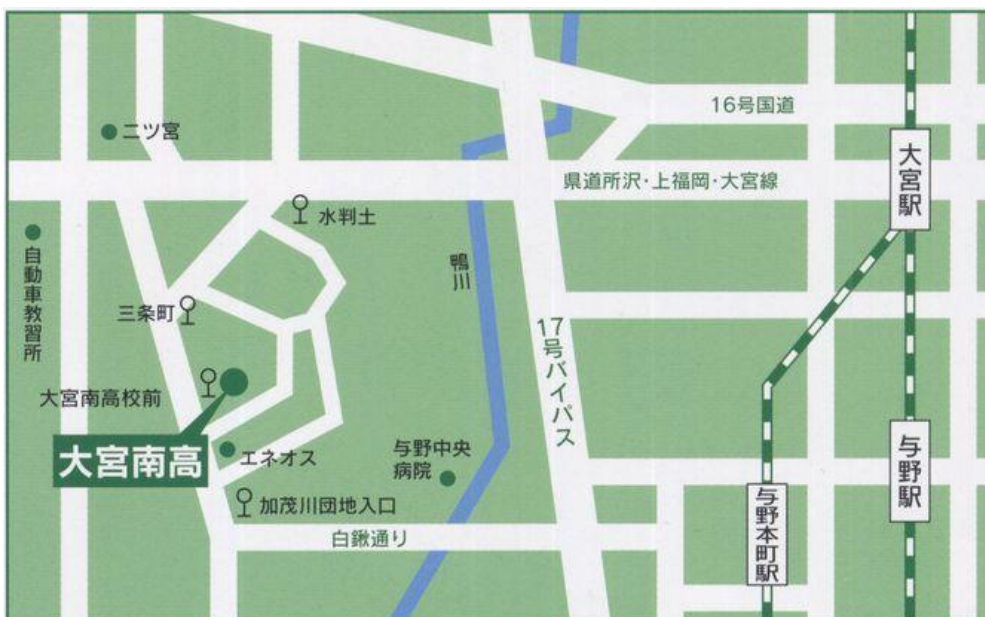 16号国道
二ツ宮
大宮駅
県道所沢・上福岡・大宮線
水判土
自動車教習所
鴨川
三条町
17号バイパス
大宮南高校前
大宮南高
エネオス
与野中央
病院
与野駅
加茂川団地入口
与野本町駅
白鍬通り